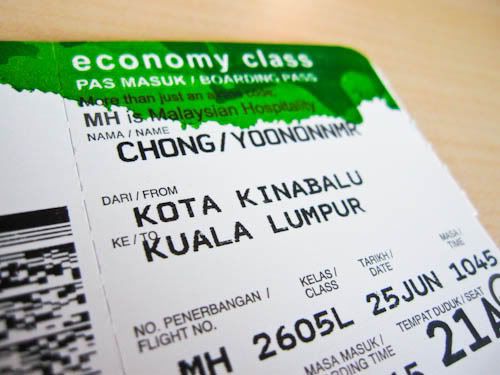 economy class
PAS MASUK / BOARDING PASS
More than just an airline code.
MH is Malaysian Hospitality
NAMA / NAME
CHONG/YOONONNMR
DARI / FROM
KOTA KINABALU
KE / TO
KUALA LUMPUR
NO. PENERBANGAN / KELAS / TARIKH / MASA /
FLIGHT NO. CLASS DATE TIME
MH 2605L 25JUN 1045
MASA MASUK / TEMPAT DUDUK / SEAT
BOARDING TIME 21A